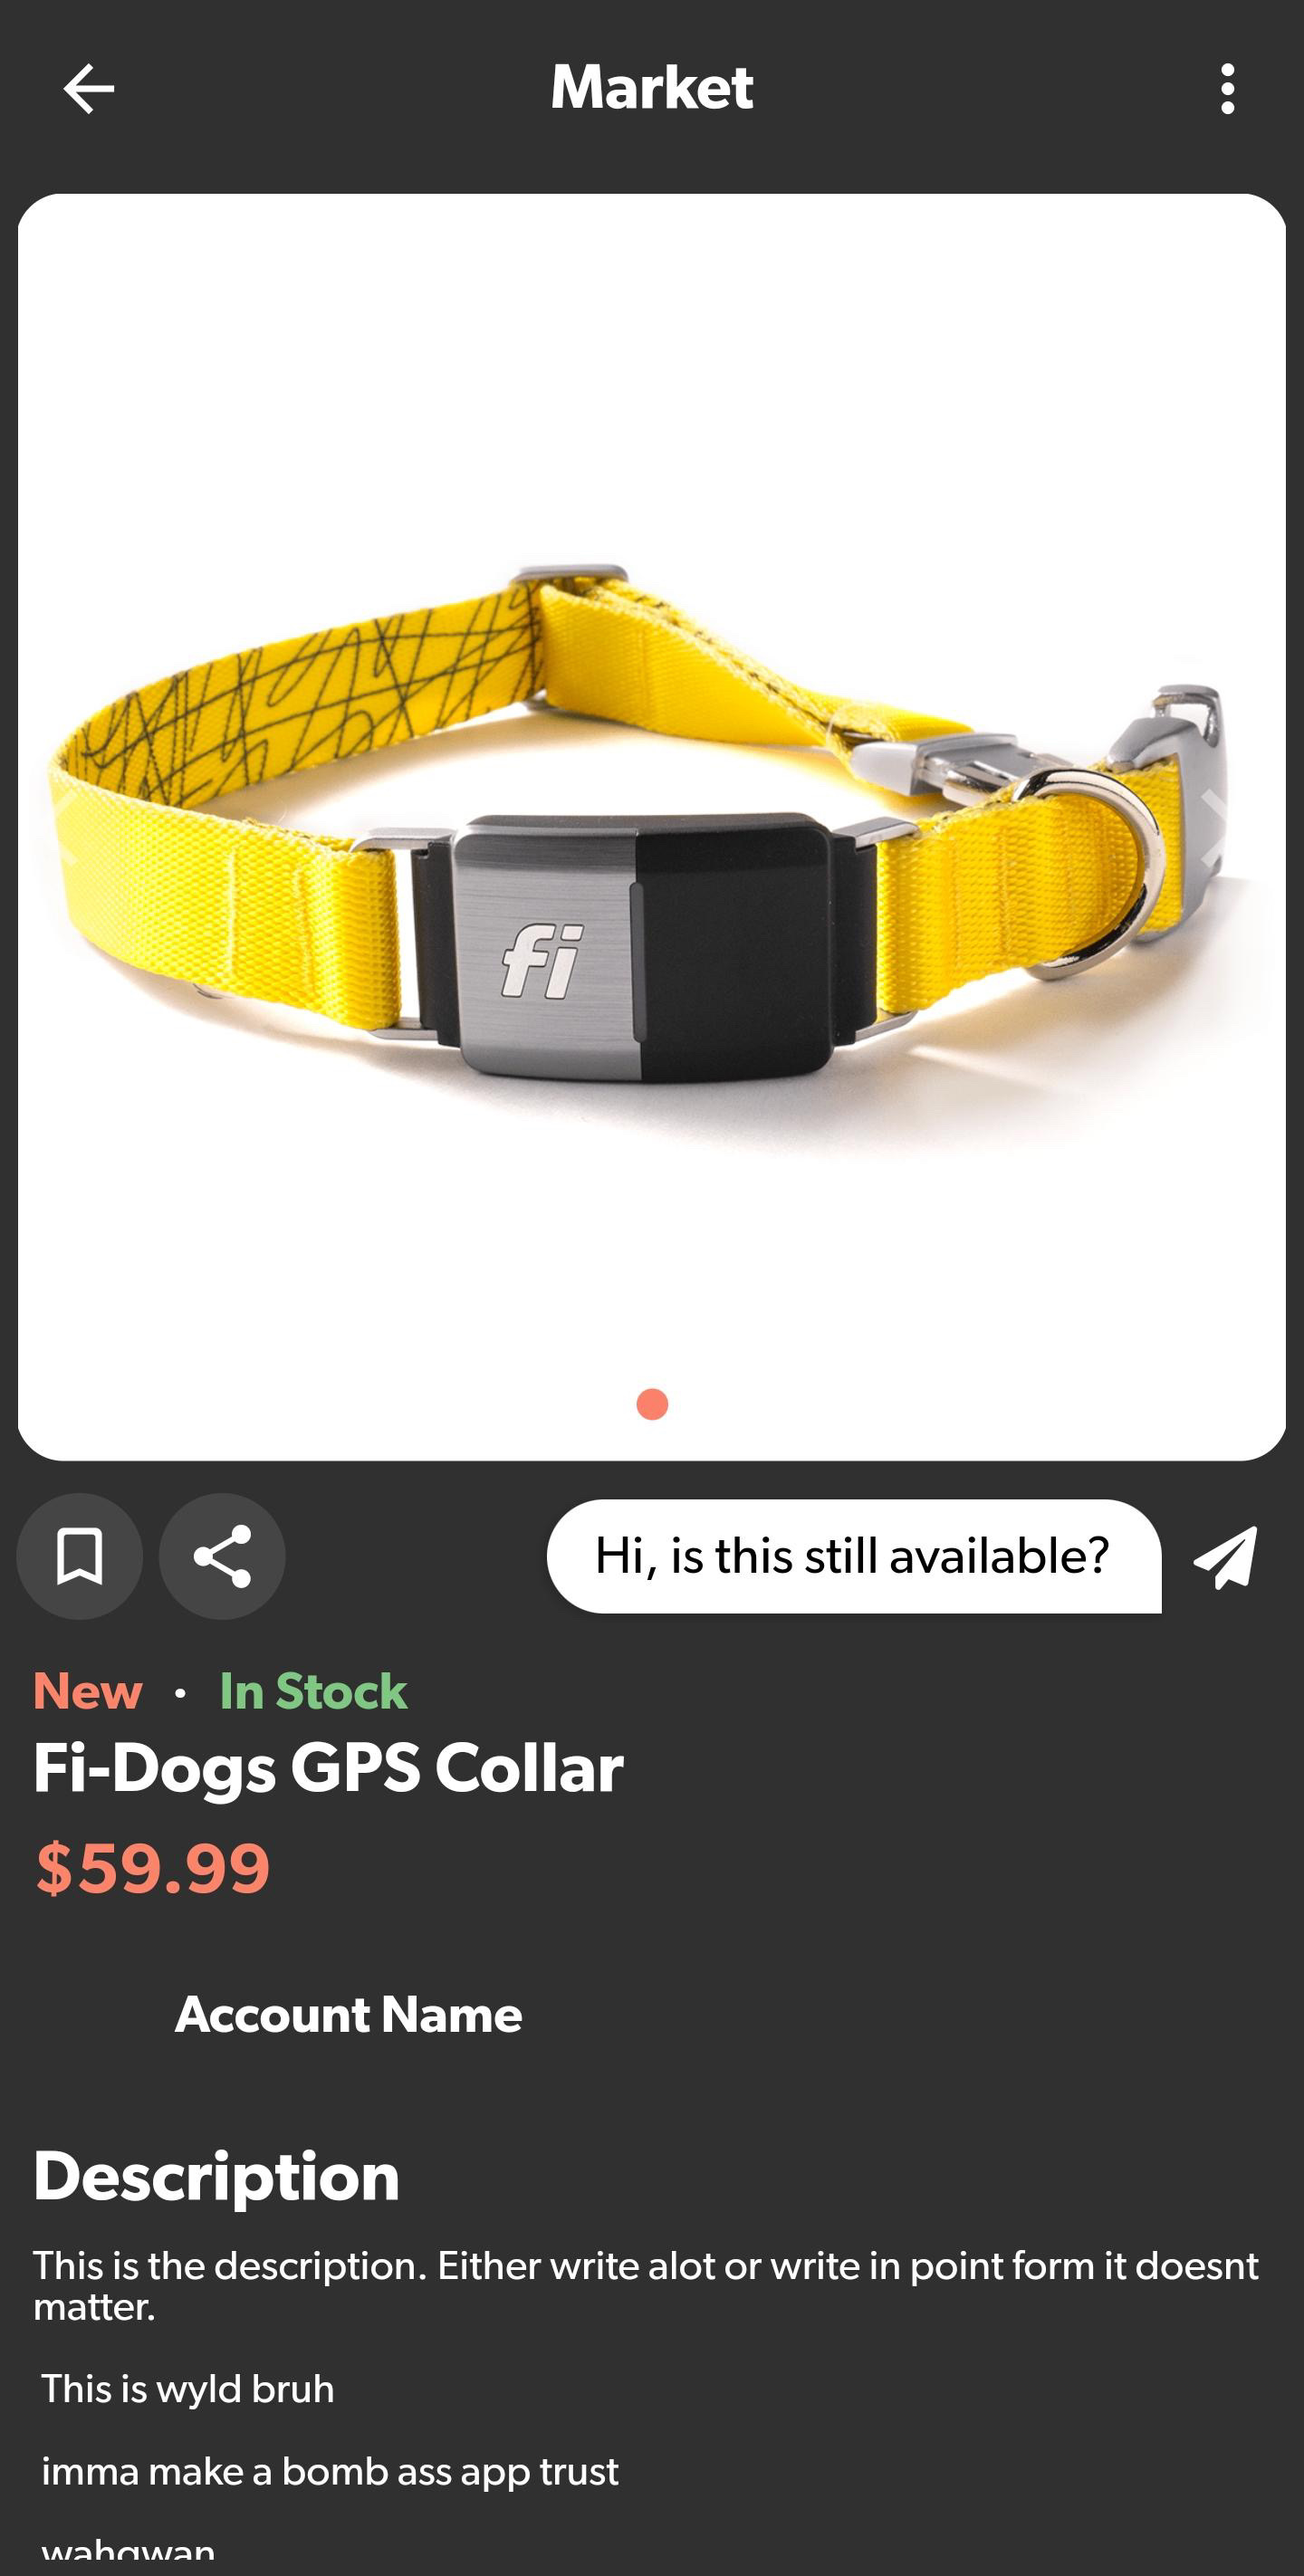 Market
fi
Hi, is this still available?
New · In Stock
Fi-Dogs GPS Collar
$59.99
Account Name
Description
This is the description. Either write alot or write in point form it doesnt
matter.
This is wyld bruh
imma make a bomb ass app trust
wahgwan